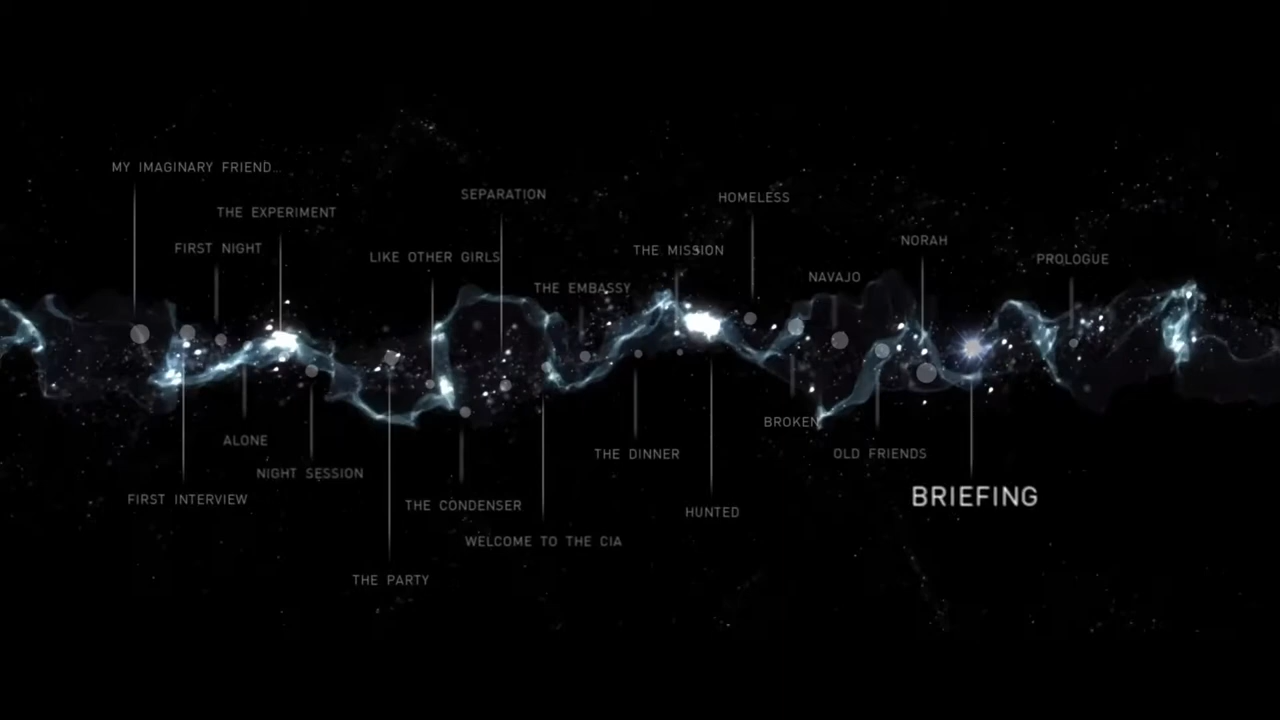 MY IMAGINARY FRIEND...
SEPARATION
HOMELESS
THE EXPERIMENT
NORAH
FIRST NIGHT
THE MISSION
LIKE OTHER GIRLS
PROLOGUE
NAVAJO
THE EMBASSY
BROKEN
ALONE
THE DINNER
OLD FRIENDS
NIGHT SESSION
BRIEFING
FIRST INTERVIEW
THE CONDENSER
HUNTED
WELCOME TO THE CIA
THE PARTY